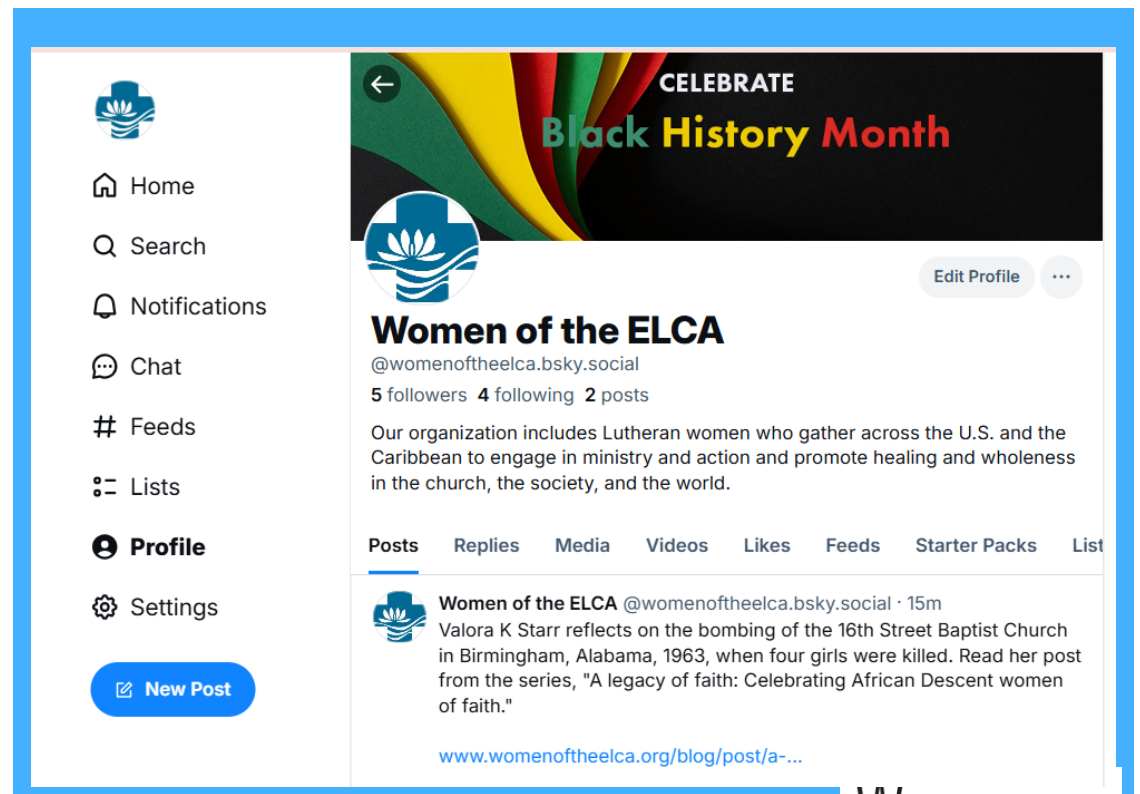 Home
Search
Notifications
Chat
Feeds
Lists
Profile
Settings
New Post
CELEBRATE
Black History Month
Edit Profile
Women of the ELCA
@womenoftheelca.bsky.social
5 followers 4 following 2 posts
Our organization includes Lutheran women who gather across the U.S. and the
Caribbean to engage in ministry and action and promote healing and wholeness
in the church, the society, and the world.
Posts Replies Media Videos Likes Feeds Starter Packs List
Women of the ELCA @womenoftheelca.bsky.social · 15m
Valora K Starr reflects on the bombing of the 16th Street Baptist Church
in Birmingham, Alabama, 1963, when four girls were killed. Read her post
from the series, "A legacy of faith: Celebrating African Descent women
of faith."
www.womenoftheelca.org/blog/post/a-...